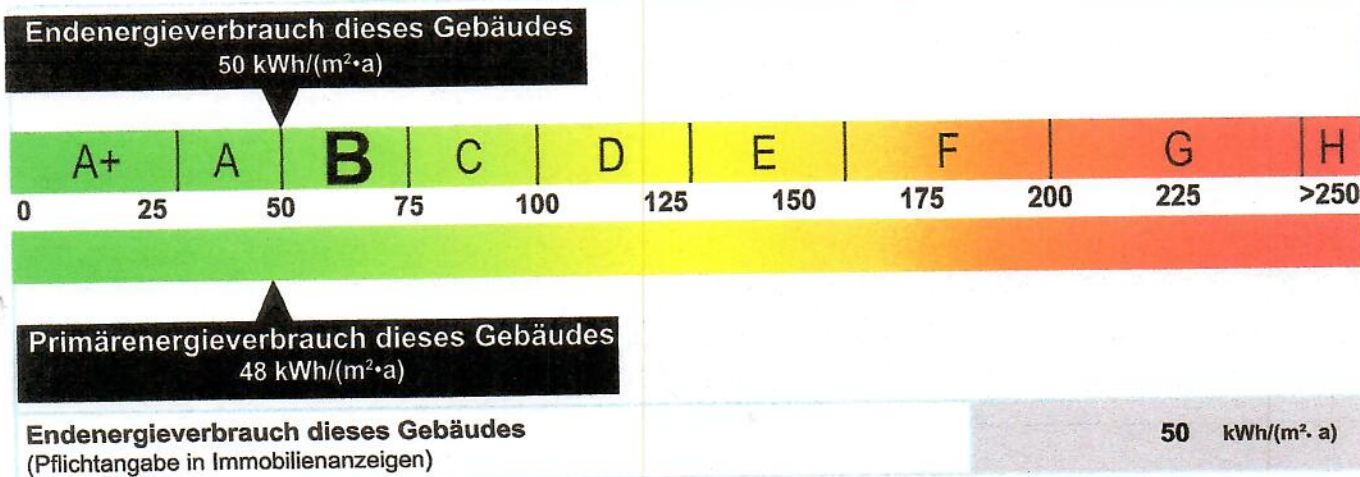 Endenergieverbrauch dieses Gebäudes
50 kWh/(m²•a)
A+ A B C D E F G H
0 25 50 75 100 125 150 175 200 225 >250
Primärenergieverbrauch dieses Gebäudes
48 kWh/(m²•a)
Endenergieverbrauch dieses Gebäudes
(Pflichtangabe in Immobilienanzeigen)
50 kWh/(m²· a)